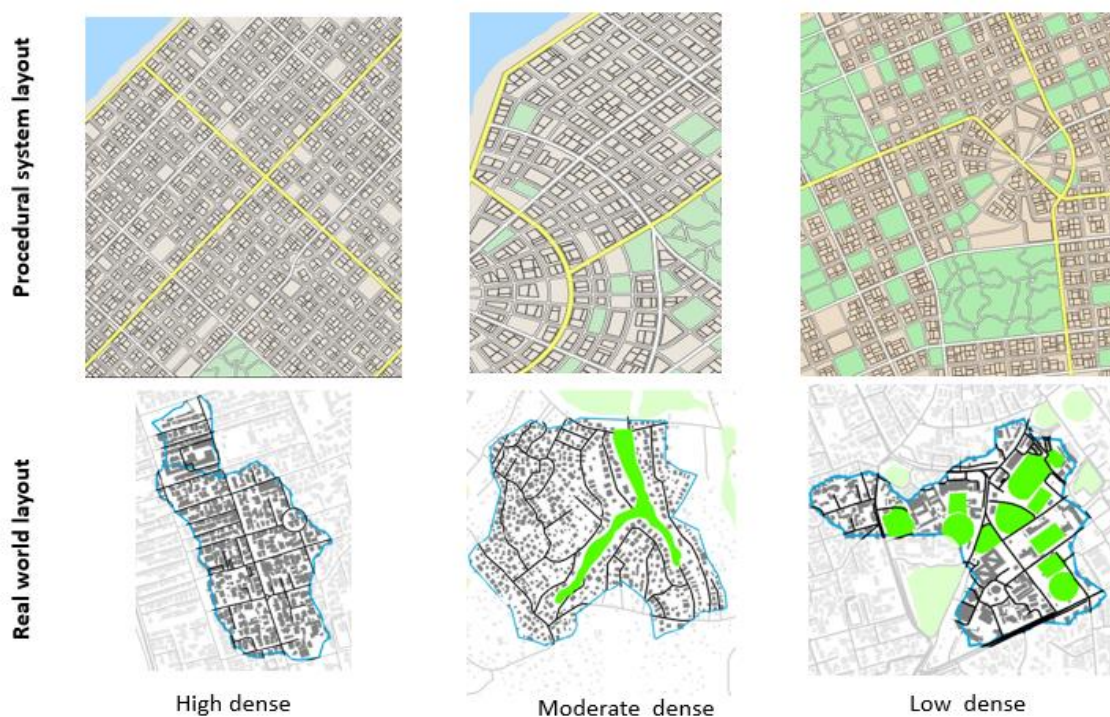 Procedural system layout
Real world layout
High dense
Moderate dense
Low dense